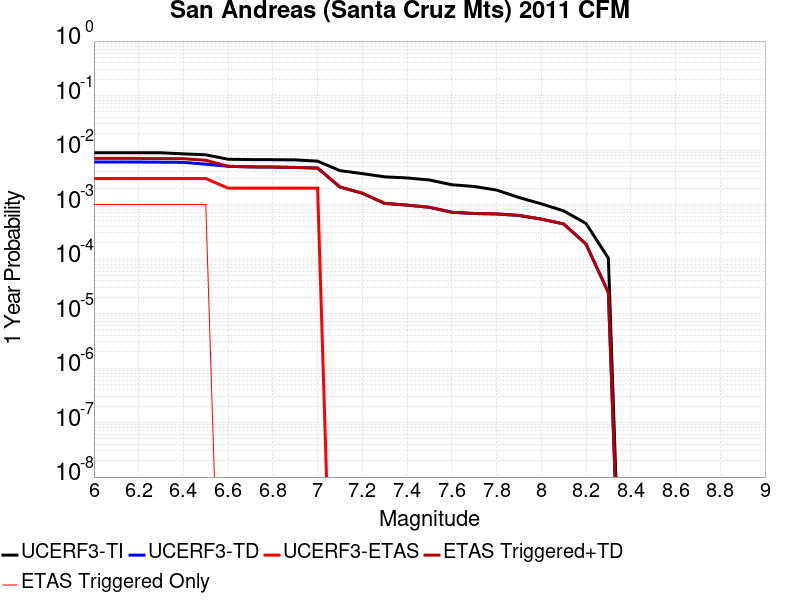 San Andreas (Santa Cruz Mts) 2011 CFM
10^0
10^-1
10^-2
10^-3
10^-4
10^-5
10^-6
10^-7
10^-8
1 Year Probability
6 6.2 6.4 6.6 6.8 7 7.2 7.4 7.6 7.8 8 8.2 8.4 8.6 8.8 9
Magnitude
UCERF3-TI UCERF3-TD UCERF3-ETAS ETAS Triggered+TD
ETAS Triggered Only